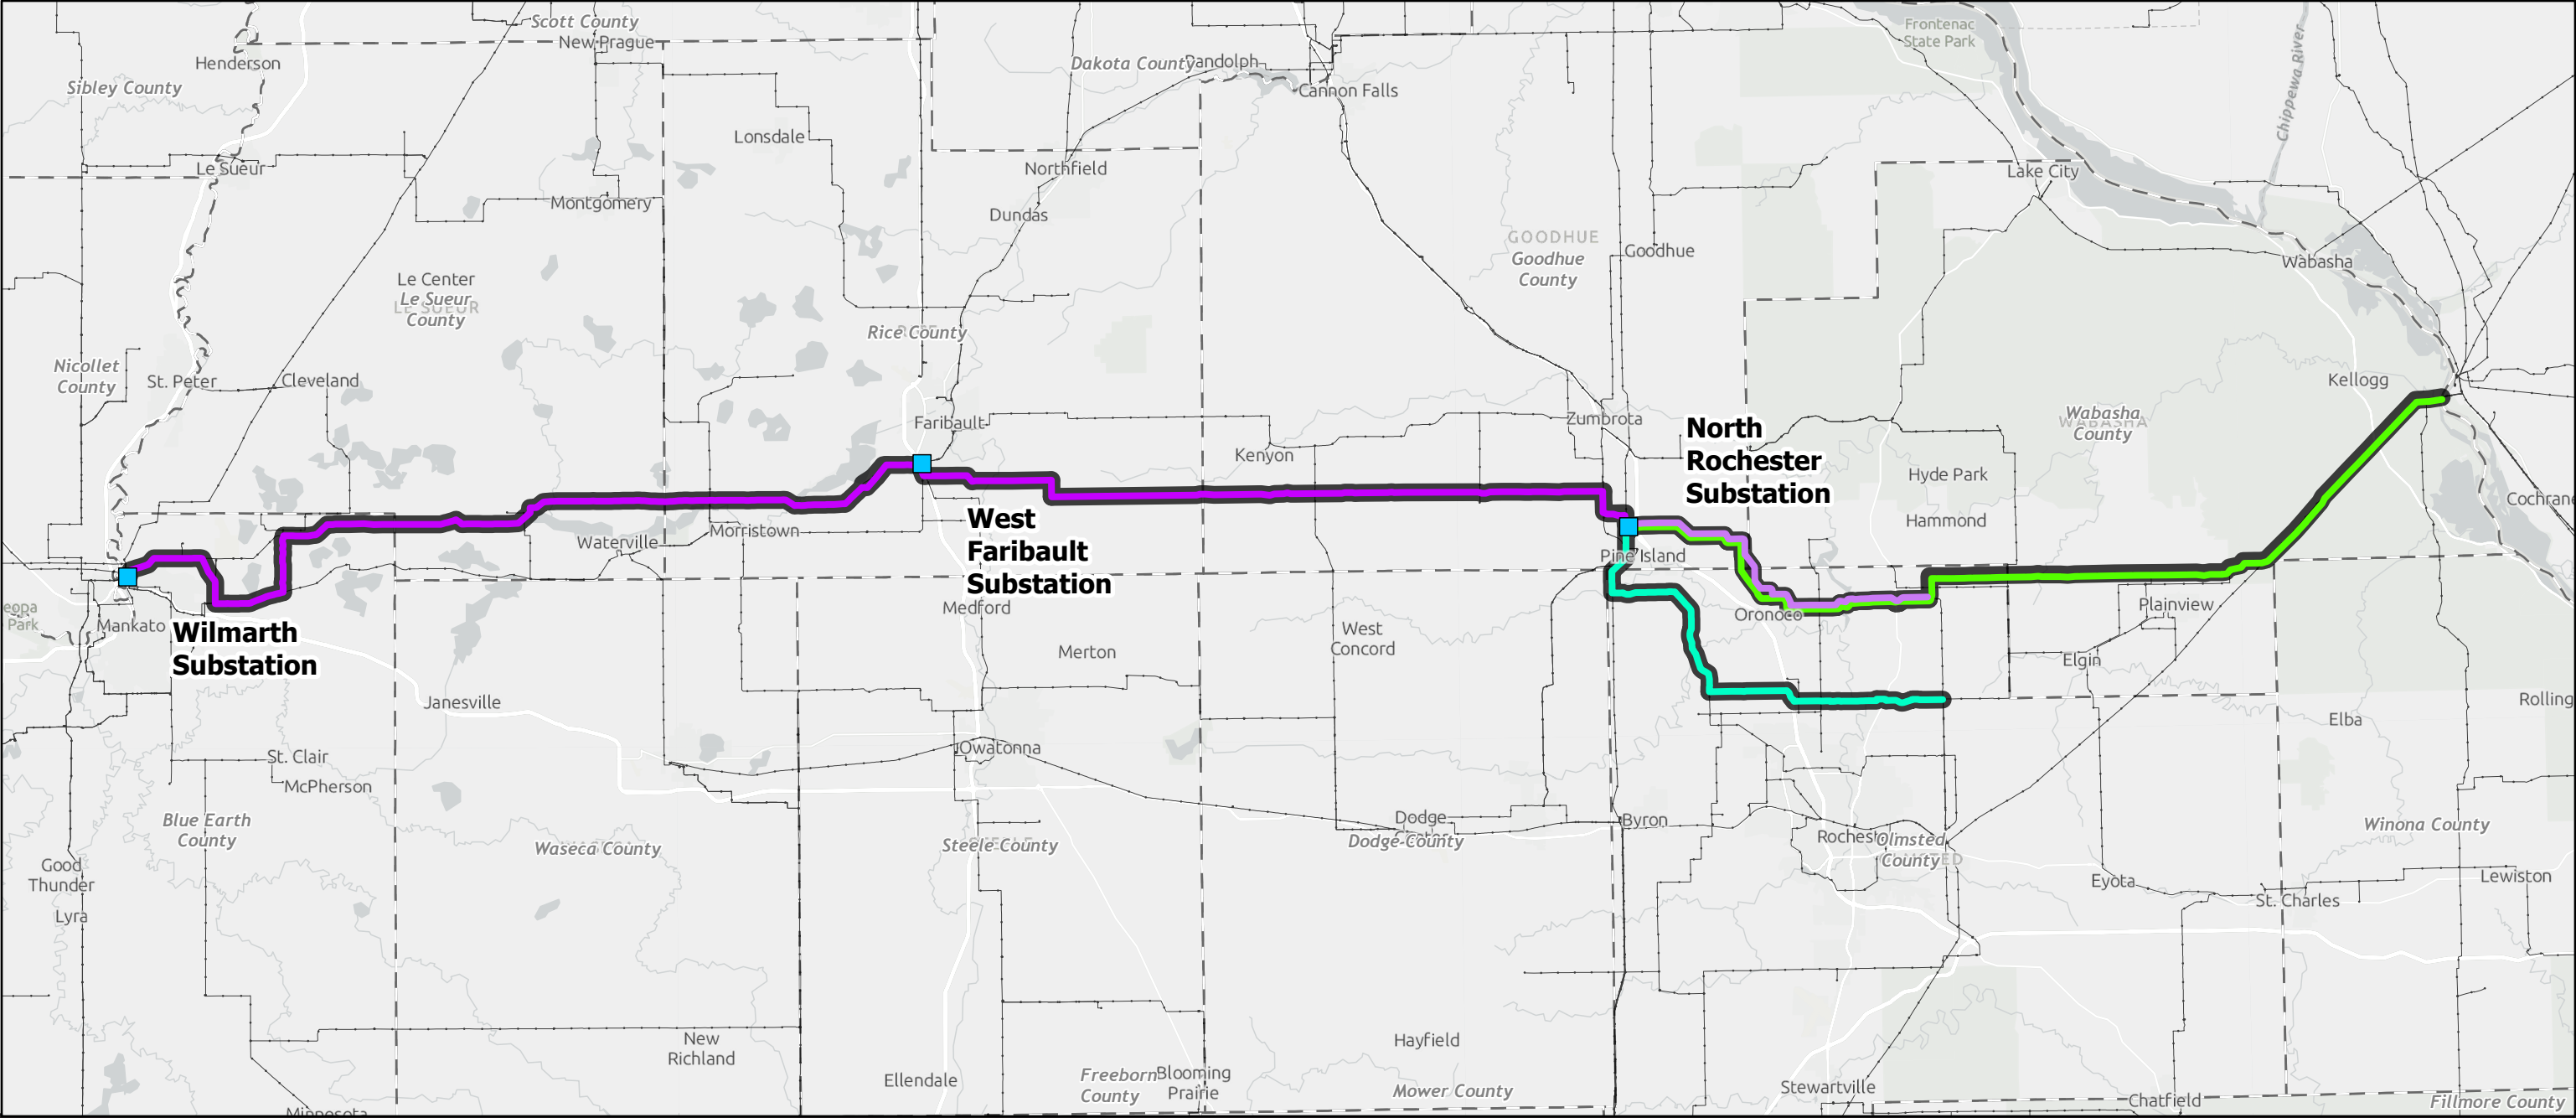 Scott County
New Prague
Henderson
Sibley County
Frontenac
State Park
Dakota County
Randolph
Cannon Falls
Chippewa River
Lonsdale
Le Sueur
Northfield
Lake City
Montgomery
Dundas
GOODHUE
Goodhue
County
Goodhue
Wabasha
Le Center
Le Sueur
LE SUEUR
County
Rice County
Nicollet
County
St. Peter
Cleveland
Kellogg
Faribault
Zumbrota
Wabasha
WABASHA
County
North
Rochester
Substation
Kenyon
Hyde Park
Hammond
Cochrane
West
Faribault
Substation
Morristown
Waterville
Pine Island
Medford
Oronoco
Plainview
eopa
Park
Mankato
Wilmarth
Substation
West
Concord
Merton
Elgin
Janesville
Rolling
Elba
Owatonna
St. Clair
McPherson
Blue Earth
County
Waseca County
Steele County
Dodge
Center
Dodge County
Byron
Olmsted
County
Winona County
Good
Thunder
Eyota
Lewiston
St. Charles
Lyra
New
Richland
Hayfield
Ellendale
Freeborn
County
Blooming
Prairie
Mower County
Stewartville
Chatfield
Fillmore County